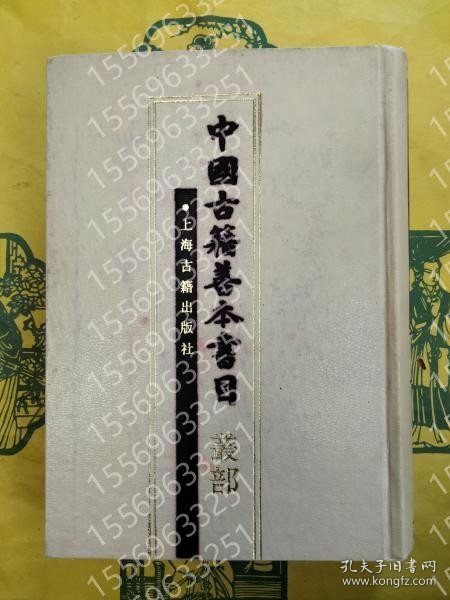 中國古籍善本書目
叢部
•上海古籍出版社
15569633251
孔夫子旧书网
www.kongfz.com